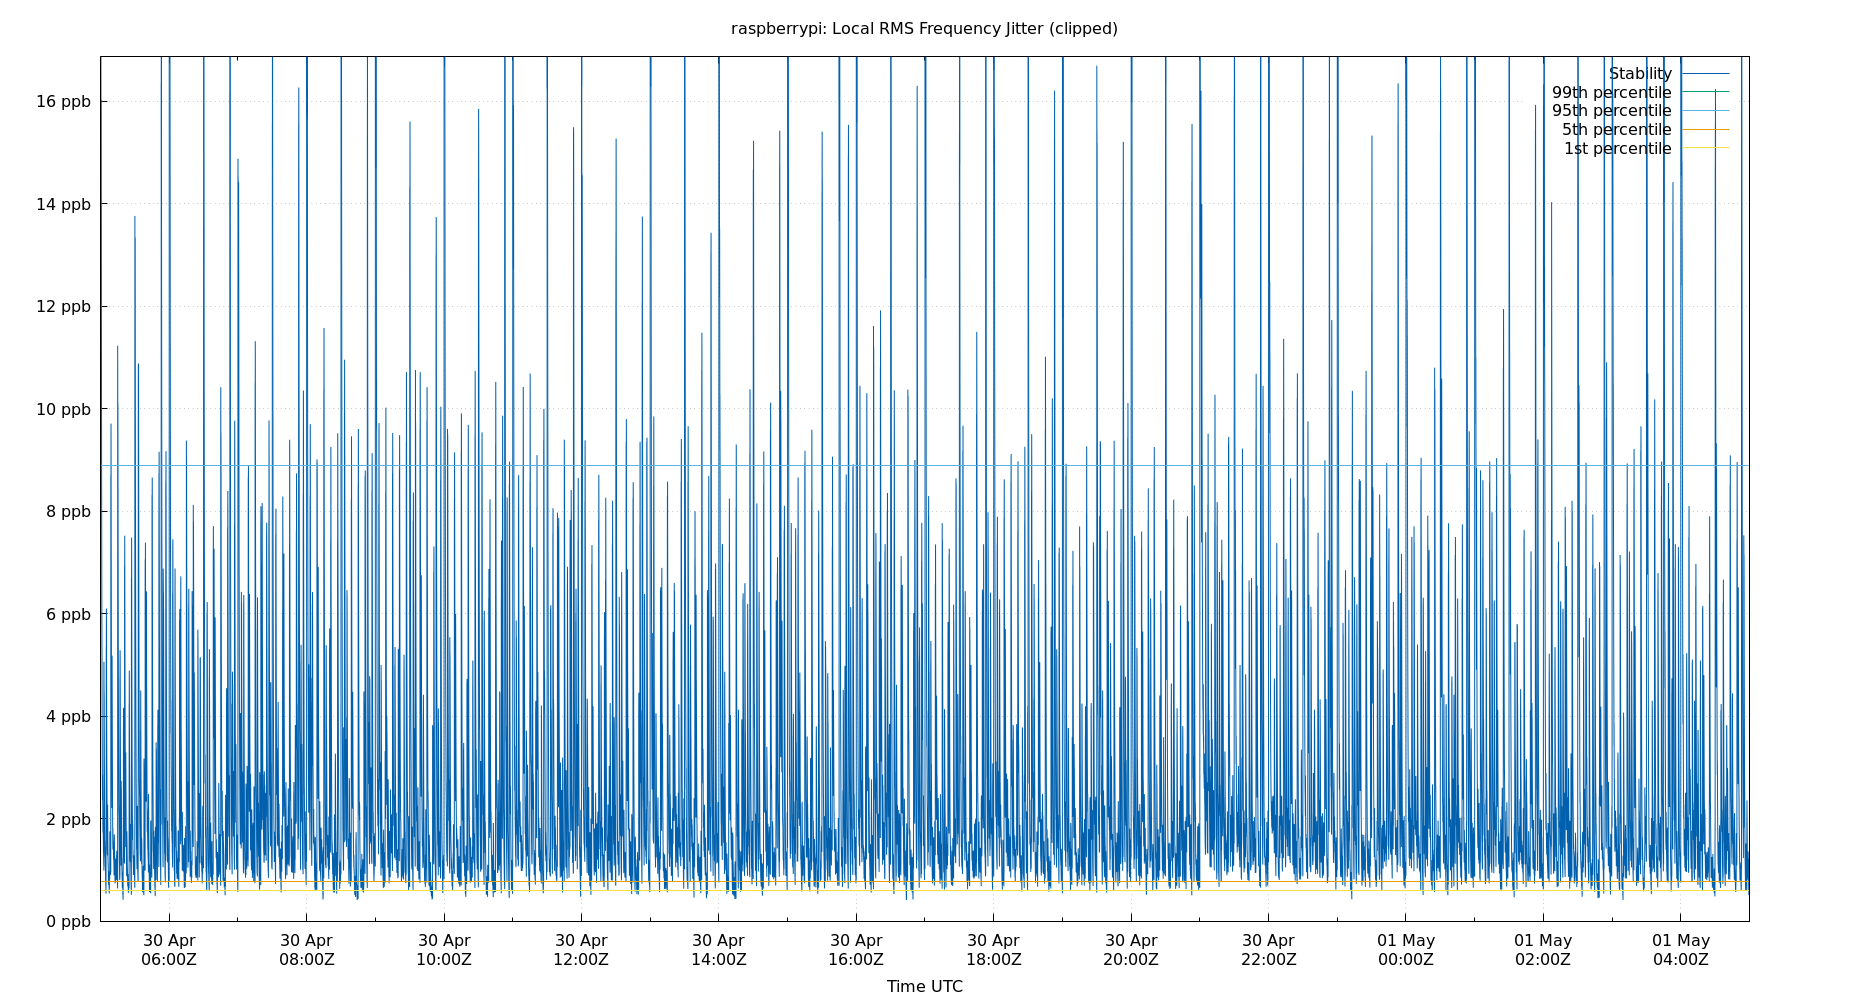 raspberrypi: Local RMS Frequency Jitter (clipped)
Stability
99th percentile
95th percentile
5th percentile
1st percentile
16 ppb
14 ppb
12 ppb
10 ppb
8 ppb
6 ppb
4 ppb
2 ppb
0 ppb
30 Apr 30 Apr 30 Apr 30 Apr 30 Apr 30 Apr 30 Apr 30 Apr 30 Apr 01 May 01 May 01 May
06:00Z 08:00Z 10:00Z 12:00Z 14:00Z 16:00Z 18:00Z 20:00Z 22:00Z 00:00Z 02:00Z 04:00Z
Time UTC